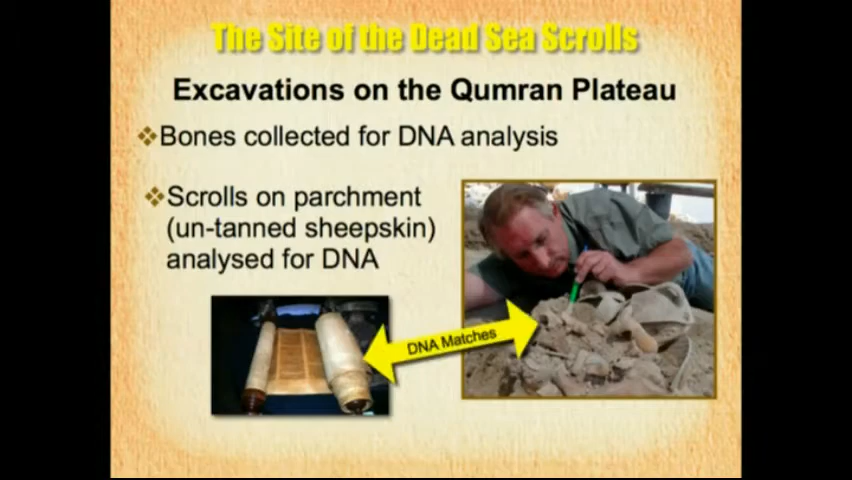 The Site of the Dead Sea Scrolls
Excavations on the Qumran Plateau
Bones collected for DNA analysis
Scrolls on parchment
(un-tanned sheepskin)
analysed for DNA
DNA Matches